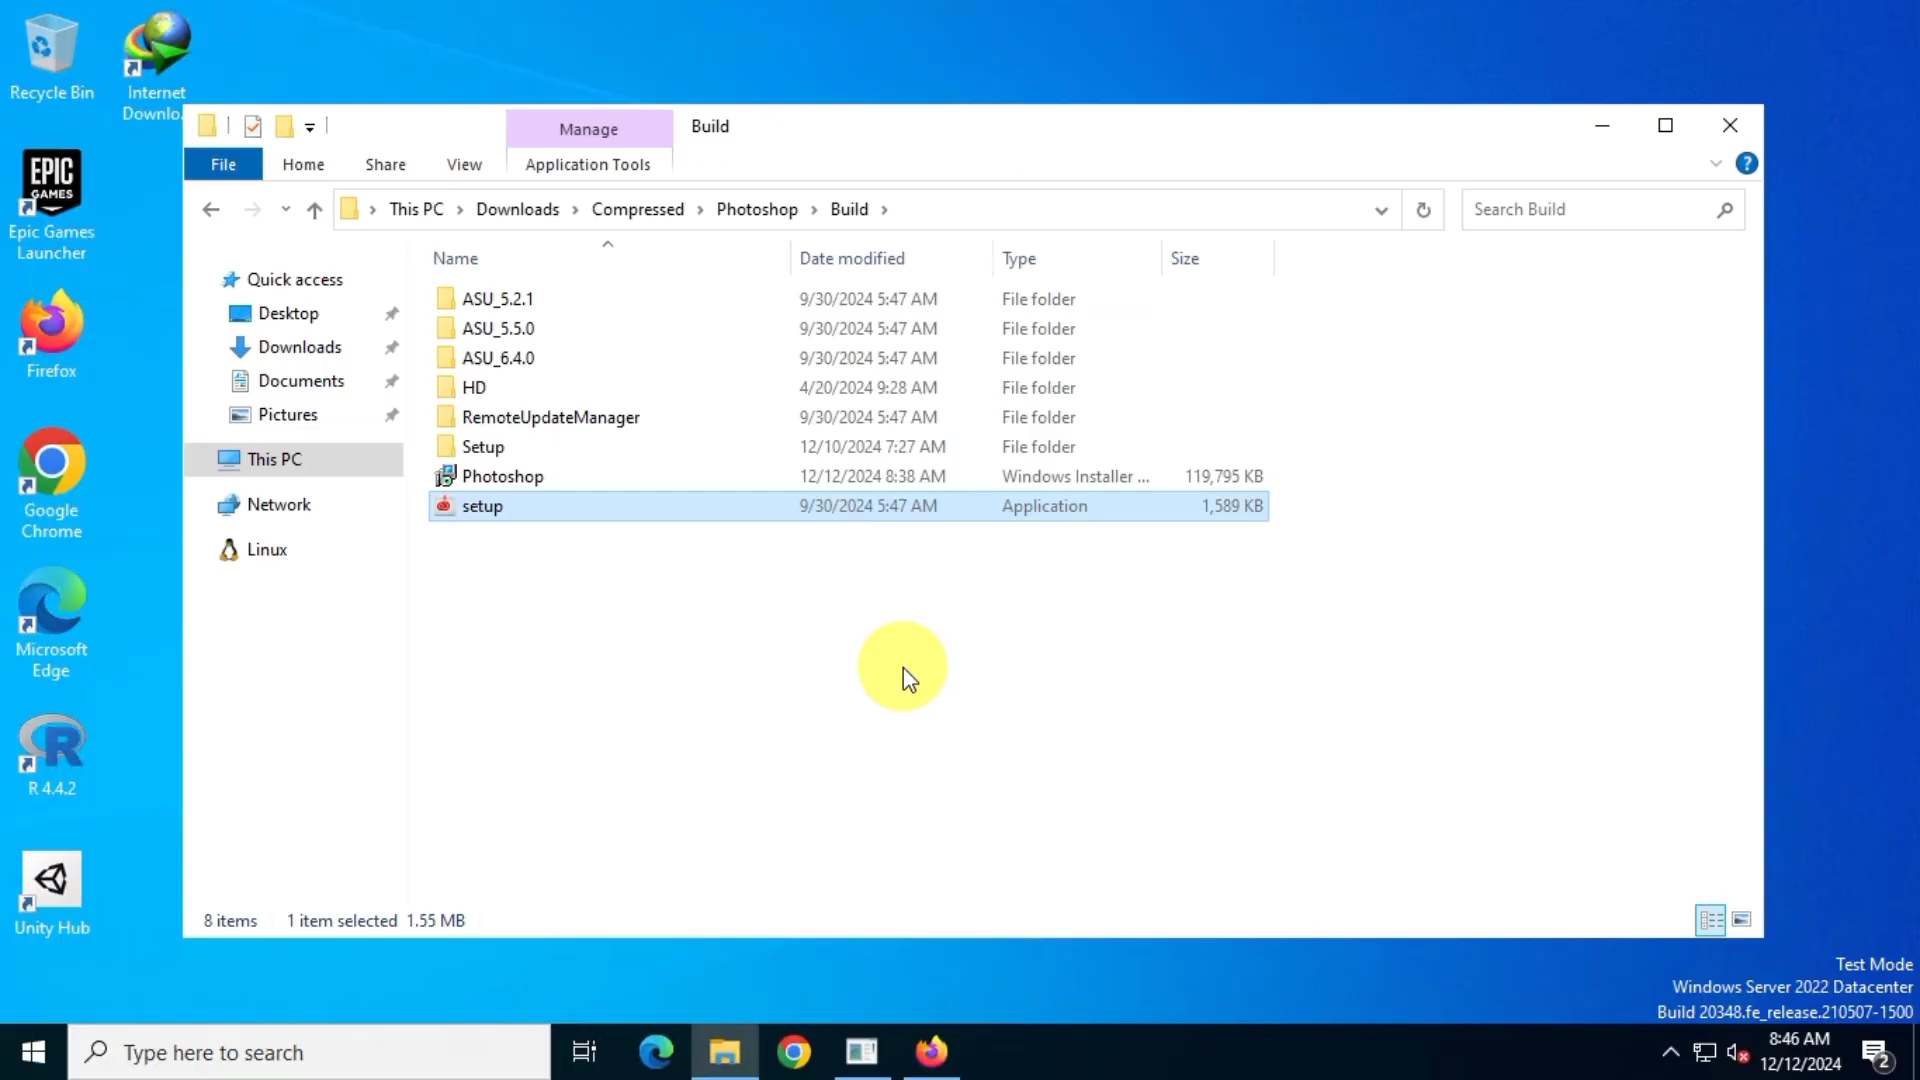 Recycle Bin
Internet
Downlo...
EPIC
GAMES
Epic Games
Launcher
Firefox
Google
Chrome
Microsoft
Edge
R 4.4.2
Unity Hub
Manage
Build
File
Home
Share
View
Application Tools
?
This PC
Downloads
Compressed
Photoshop
Build
Search Build
Name
Date modified
Type
Size
Quick access
Desktop
Downloads
Documents
Pictures
This PC
Network
Linux
ASU_5.2.1 9/30/2024 5:47 AM File folder
ASU_5.5.0 9/30/2024 5:47 AM File folder
ASU_6.4.0 9/30/2024 5:47 AM File folder
HD 4/20/2024 9:28 AM File folder
RemoteUpdateManager 9/30/2024 5:47 AM File folder
Setup 12/10/2024 7:27 AM File folder
Photoshop 12/12/2024 8:38 AM Windows Installer ... 119,795 KB
setup 9/30/2024 5:47 AM Application 1,589 KB
8 items 1 item selected 1.55 MB
Test Mode
Windows Server 2022 Datacenter
Build 20348.fe_release.210507-1500
Type here to search
8:46 AM
12/12/2024
2